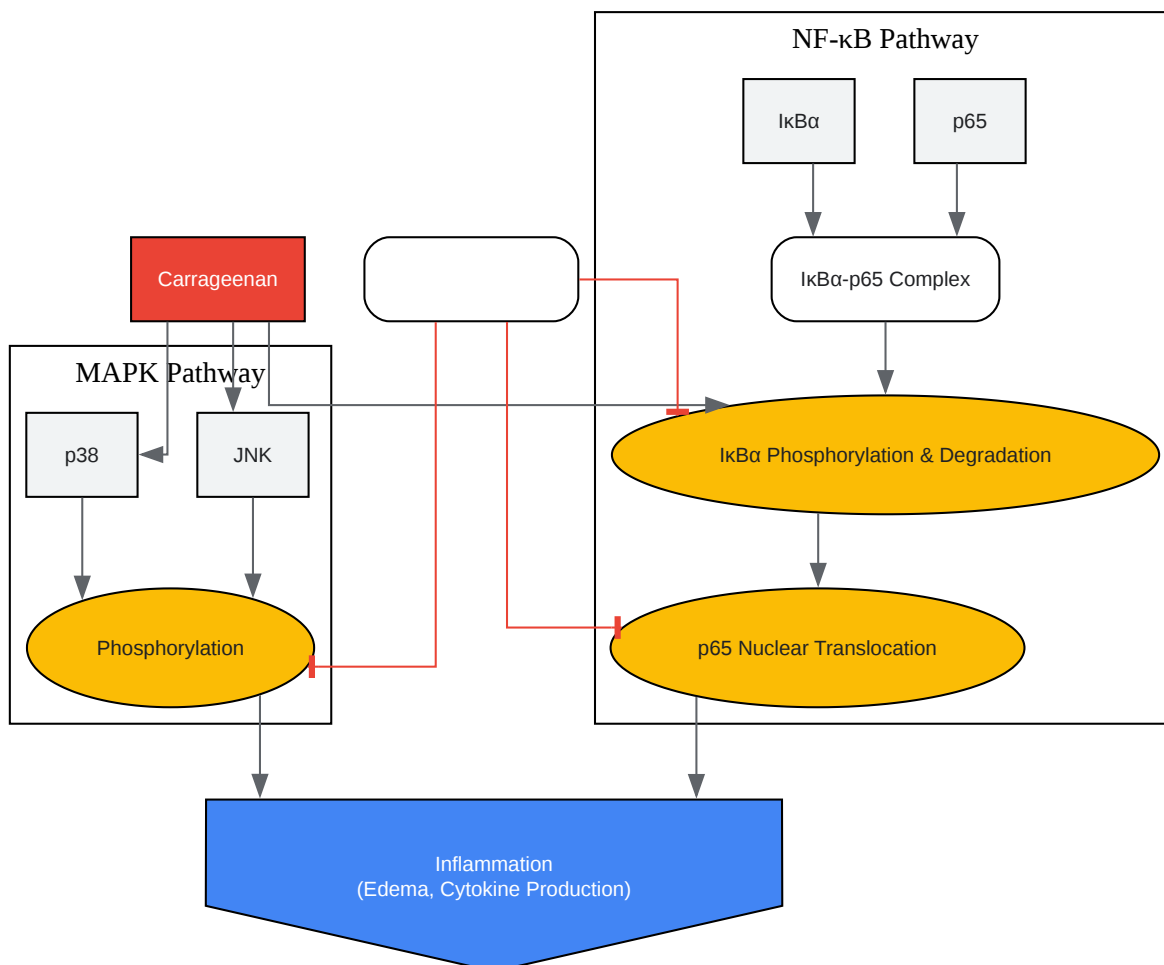 NF-κB Pathway
IκBα
p65
Carrageenan
IκBα-p65 Complex
MAPK Pathway
p38
JNK
IκBα Phosphorylation & Degradation
Phosphorylation
p65 Nuclear Translocation
Inflammation
(Edema, Cytokine Production)